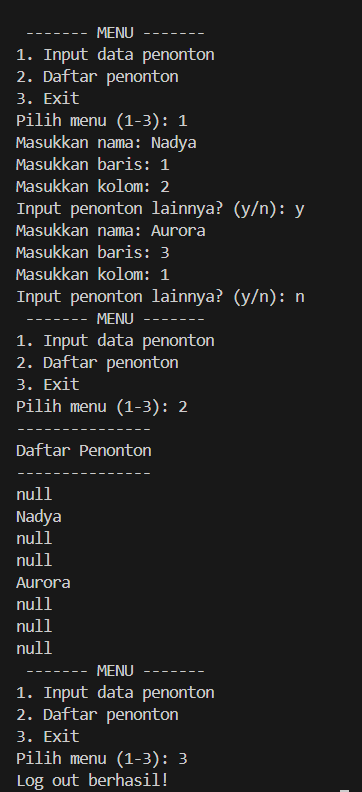 ------- MENU -------
1. Input data penonton
2. Daftar penonton
3. Exit
Pilih menu (1-3): 1
Masukkan nama: Nadya
Masukkan baris: 1
Masukkan kolom: 2
Input penonton lainnya? (y/n): y
Masukkan nama: Aurora
Masukkan baris: 3
Masukkan kolom: 1
Input penonton lainnya? (y/n): n
------- MENU -------
1. Input data penonton
2. Daftar penonton
3. Exit
Pilih menu (1-3): 2
---------------
Daftar Penonton
---------------
null
Nadya
null
null
Aurora
null
null
null
------- MENU -------
1. Input data penonton
2. Daftar penonton
3. Exit
Pilih menu (1-3): 3
Log out berhasil!